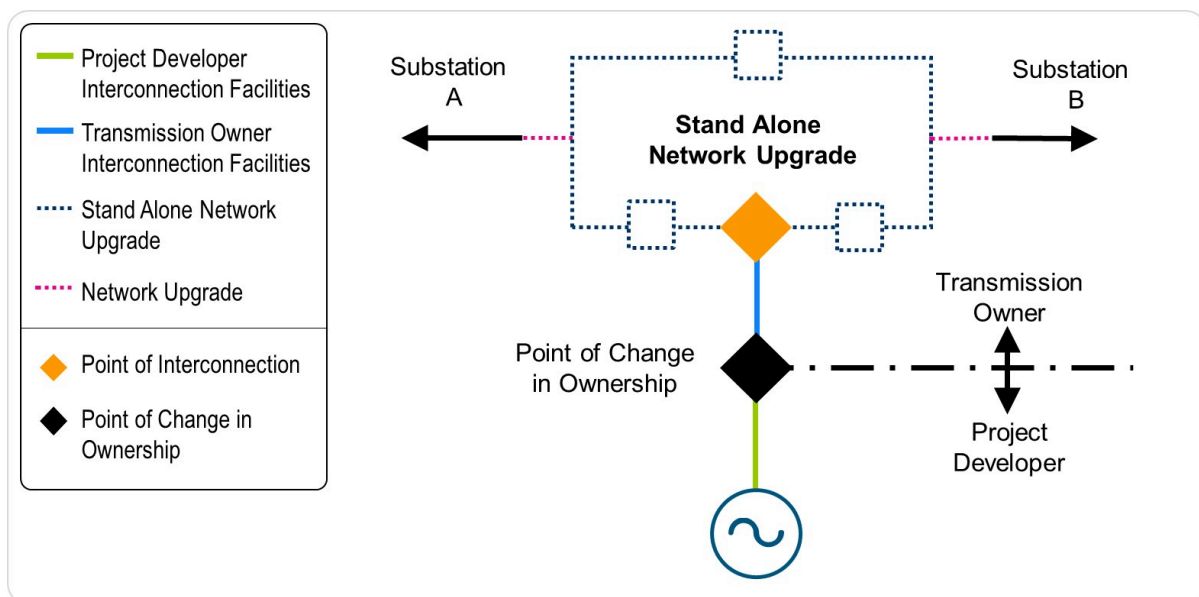 Project Developer
Interconnection Facilities
Transmission Owner
Interconnection Facilities
Stand Alone Network
Upgrade
Network Upgrade
Point of Interconnection
Point of Change in
Ownership
Substation
A
Substation
B
Stand Alone
Network Upgrade
Transmission
Owner
Point of Change
in Ownership
Project
Developer